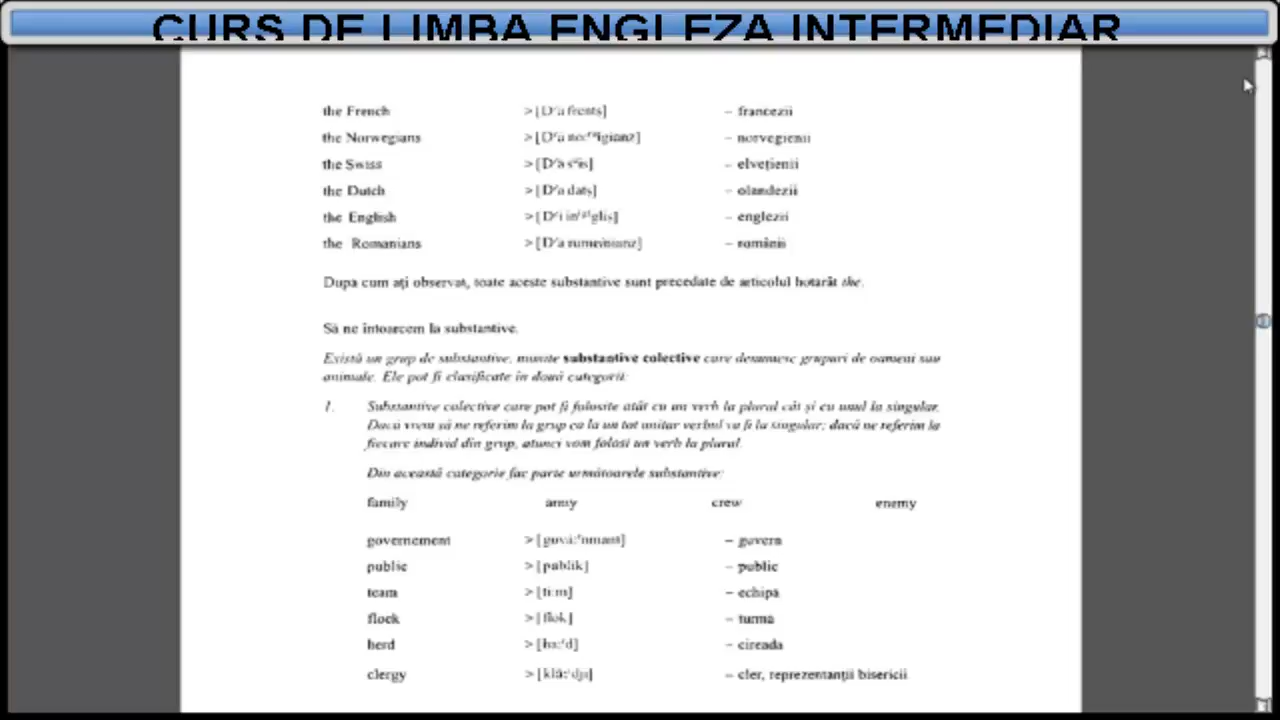 CURS DE LIMBA ENGLEZA INTERMEDIAR
the French > – francezii
the Norwegians > – norvegienii
the Swiss > – elvețienii
the Dutch > – olandezii
the English > – englezii
the Romanians > – românii
După cum ați observat, toate aceste substantive sunt precedate de articolul hotarât the.
Să ne întoarcem la substantive.
Există un grup de substantive, numite substantive colective care denumesc grupuri de oameni sau
animale. Ele pot fi clasificate în două categorii:
1. Substantive colective care pot fi folosite atât cu un verb la plural cât și cu unul la singular.
Dacă vrem să ne referim la grup ca la un tot unitar verbul va fi la singular; dacă ne referim la
fiecare individ din grup, atunci vom folosi un verb la plural.
Din această categorie fac parte următoarele substantive:
family army crew enemy
governement > – guvern
public > [pablik] – public
team > [ti:m] – echipă
flock > [flok] – turmă
herd > – cireadă
clergy > – cler, reprezentanții bisericii